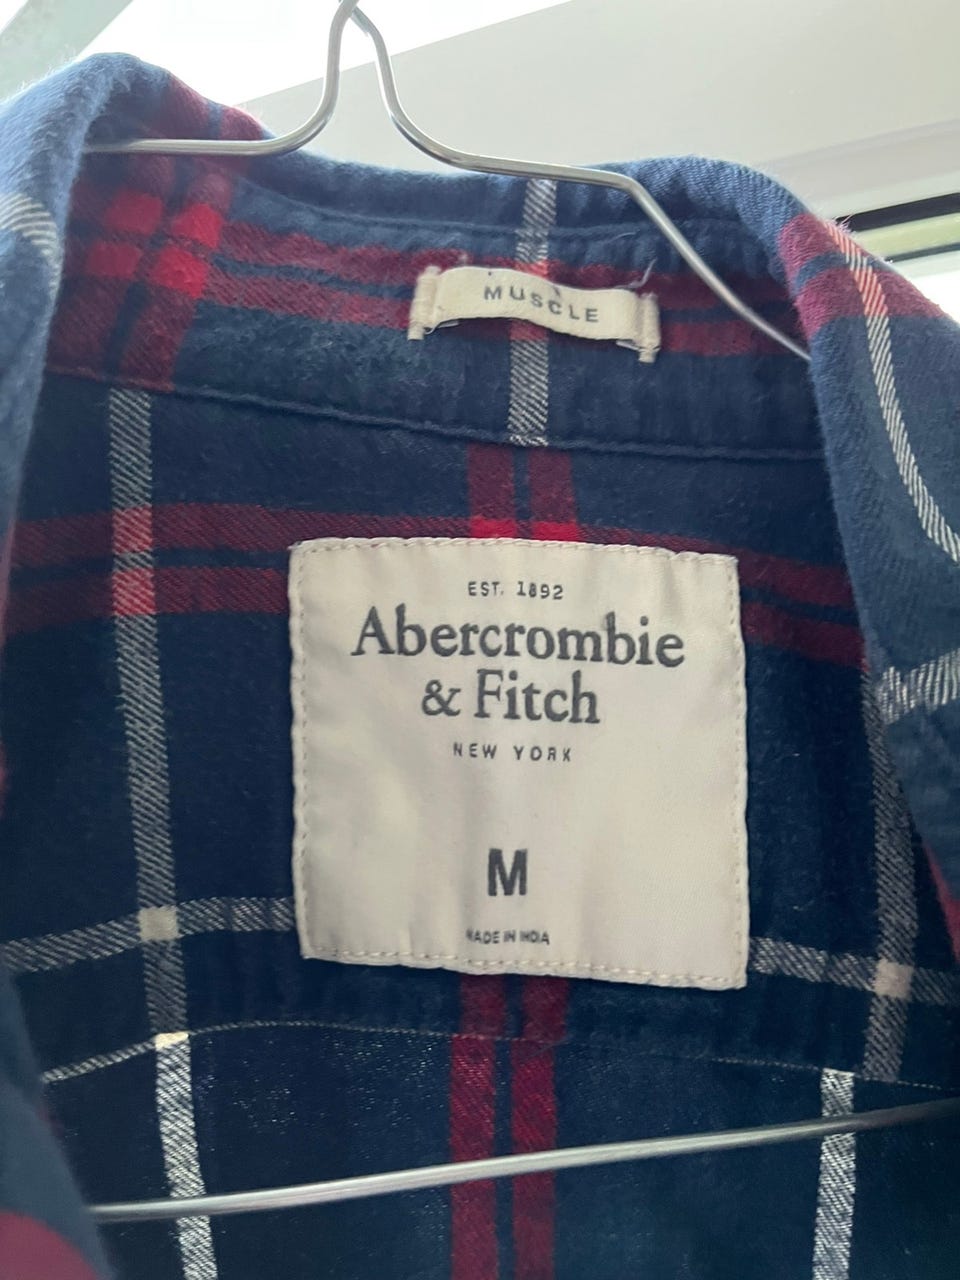 MUSCLE
EST. 1892
Abercrombie
& Fitch
NEW YORK
M
MADE IN INDIA